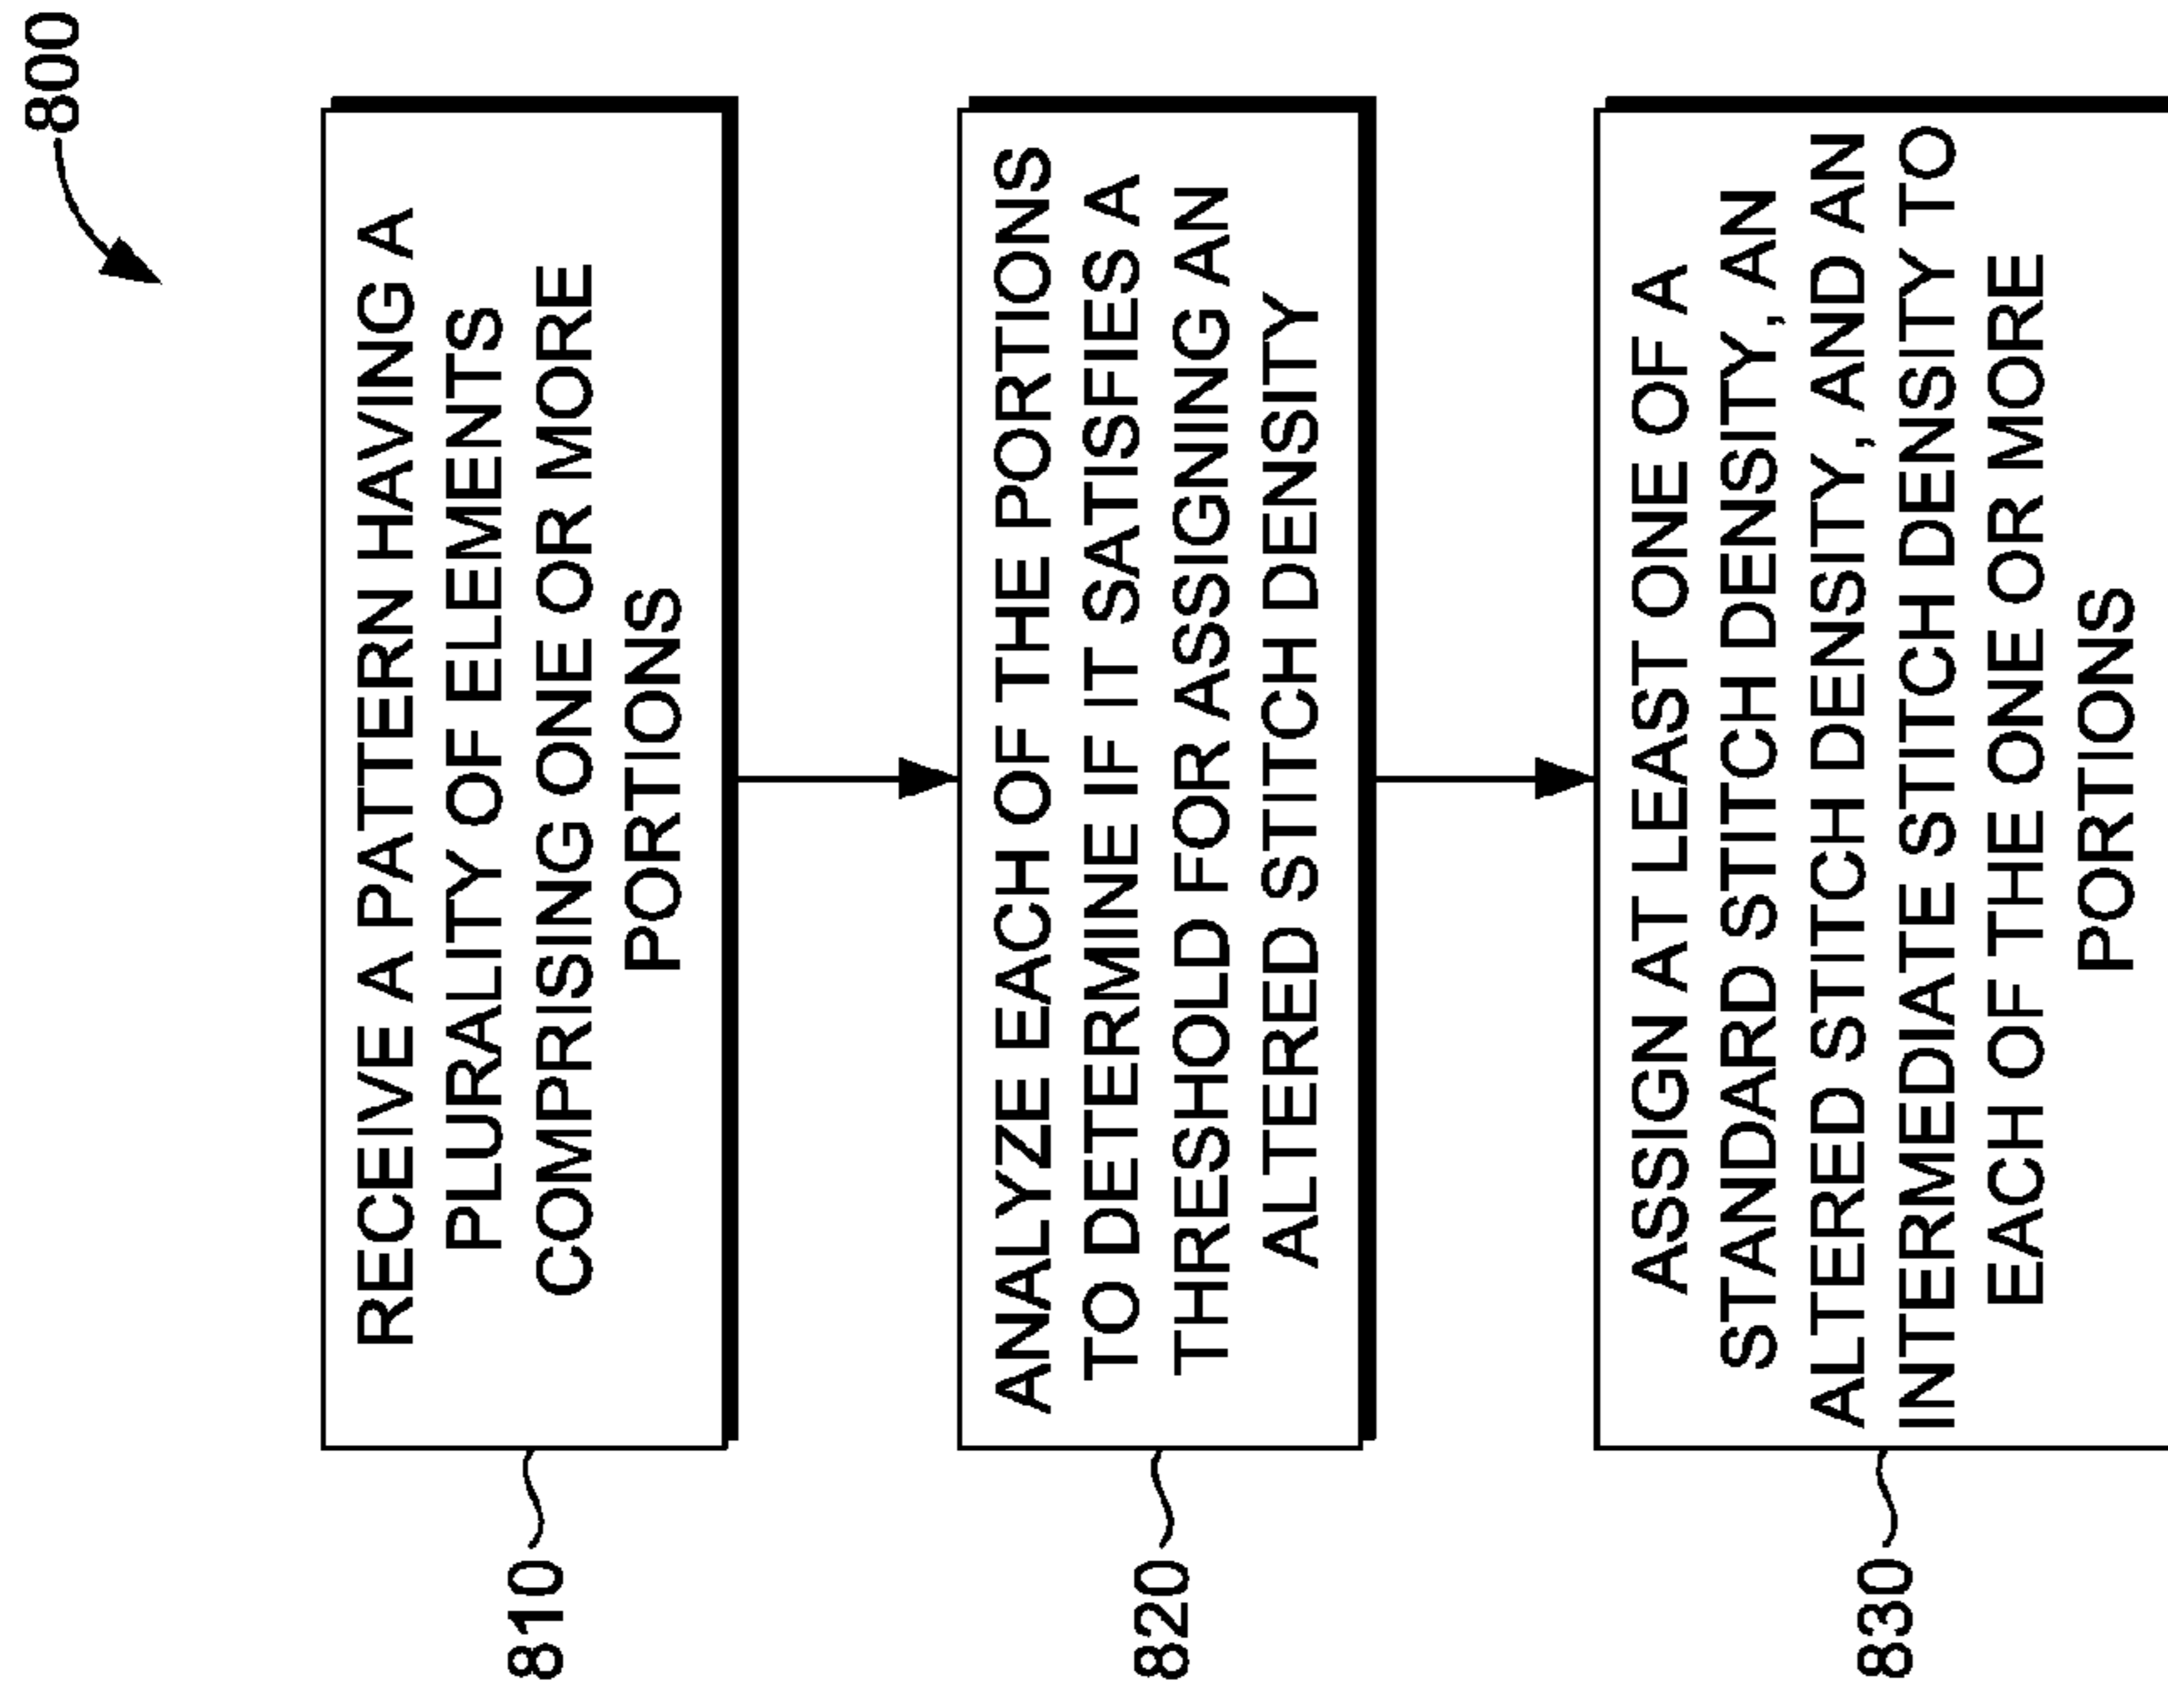 800
RECEIVE A PATTERN HAVING A
PLURALITY OF ELEMENTS
COMPRISING ONE OR MORE
PORTIONS
810
ANALYZE EACH OF THE PORTIONS
TO DETERMINE IF IT SATISFIES A
THRESHOLD FOR ASSIGNING AN
ALTERED STITCH DENSITY
820
ASSIGN AT LEAST ONE OF A
STANDARD STITCH DENSITY, AN
ALTERED STITCH DENSITY, AND AN
INTERMEDIATE STITCH DENSITY TO
EACH OF THE ONE OR MORE
PORTIONS
830